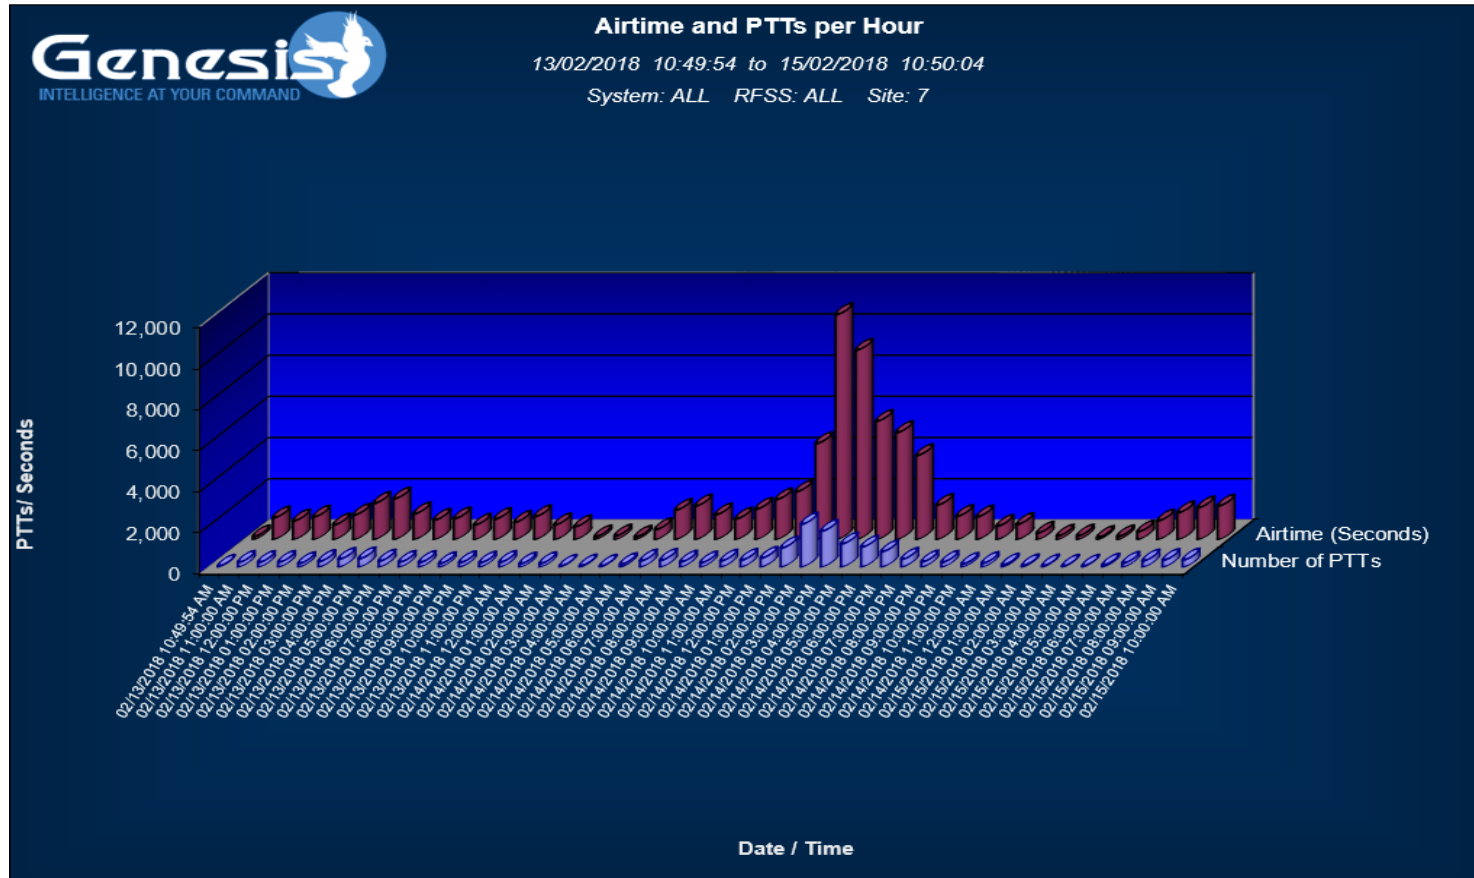 Genesis
INTELLIGENCE AT YOUR COMMAND
Airtime and PTTs per Hour
13/02/2018 10:49:54 to 15/02/2018 10:50:04
System: ALL RFSS: ALL Site: 7
PTTs/ Seconds
12,000
10,000
8,000
6,000
4,000
2,000
0
Airtime (Seconds)
Number of PTTs
02/13/2018 10:49:54 AM
02/13/2018 11:00:00 AM
02/13/2018 12:00:00 PM
02/13/2018 01:00:00 PM
02/13/2018 02:00:00 PM
02/13/2018 03:00:00 PM
02/13/2018 04:00:00 PM
02/13/2018 05:00:00 PM
02/13/2018 06:00:00 PM
02/13/2018 07:00:00 PM
02/13/2018 08:00:00 PM
02/13/2018 09:00:00 PM
02/13/2018 10:00:00 PM
02/13/2018 11:00:00 PM
02/14/2018 12:00:00 AM
02/14/2018 01:00:00 AM
02/14/2018 02:00:00 AM
02/14/2018 03:00:00 AM
02/14/2018 04:00:00 AM
02/14/2018 05:00:00 AM
02/14/2018 06:00:00 AM
02/14/2018 07:00:00 AM
02/14/2018 08:00:00 AM
02/14/2018 09:00:00 AM
02/14/2018 10:00:00 AM
02/14/2018 11:00:00 AM
02/14/2018 12:00:00 PM
02/14/2018 01:00:00 PM
02/14/2018 02:00:00 PM
02/14/2018 03:00:00 PM
02/14/2018 04:00:00 PM
02/14/2018 05:00:00 PM
02/14/2018 06:00:00 PM
02/14/2018 07:00:00 PM
02/14/2018 08:00:00 PM
02/14/2018 09:00:00 PM
02/14/2018 10:00:00 PM
02/14/2018 11:00:00 PM
02/15/2018 12:00:00 AM
02/15/2018 01:00:00 AM
02/15/2018 02:00:00 AM
02/15/2018 03:00:00 AM
02/15/2018 04:00:00 AM
02/15/2018 05:00:00 AM
02/15/2018 06:00:00 AM
02/15/2018 07:00:00 AM
02/15/2018 08:00:00 AM
02/15/2018 09:00:00 AM
02/15/2018 10:00:00 AM
Date / Time